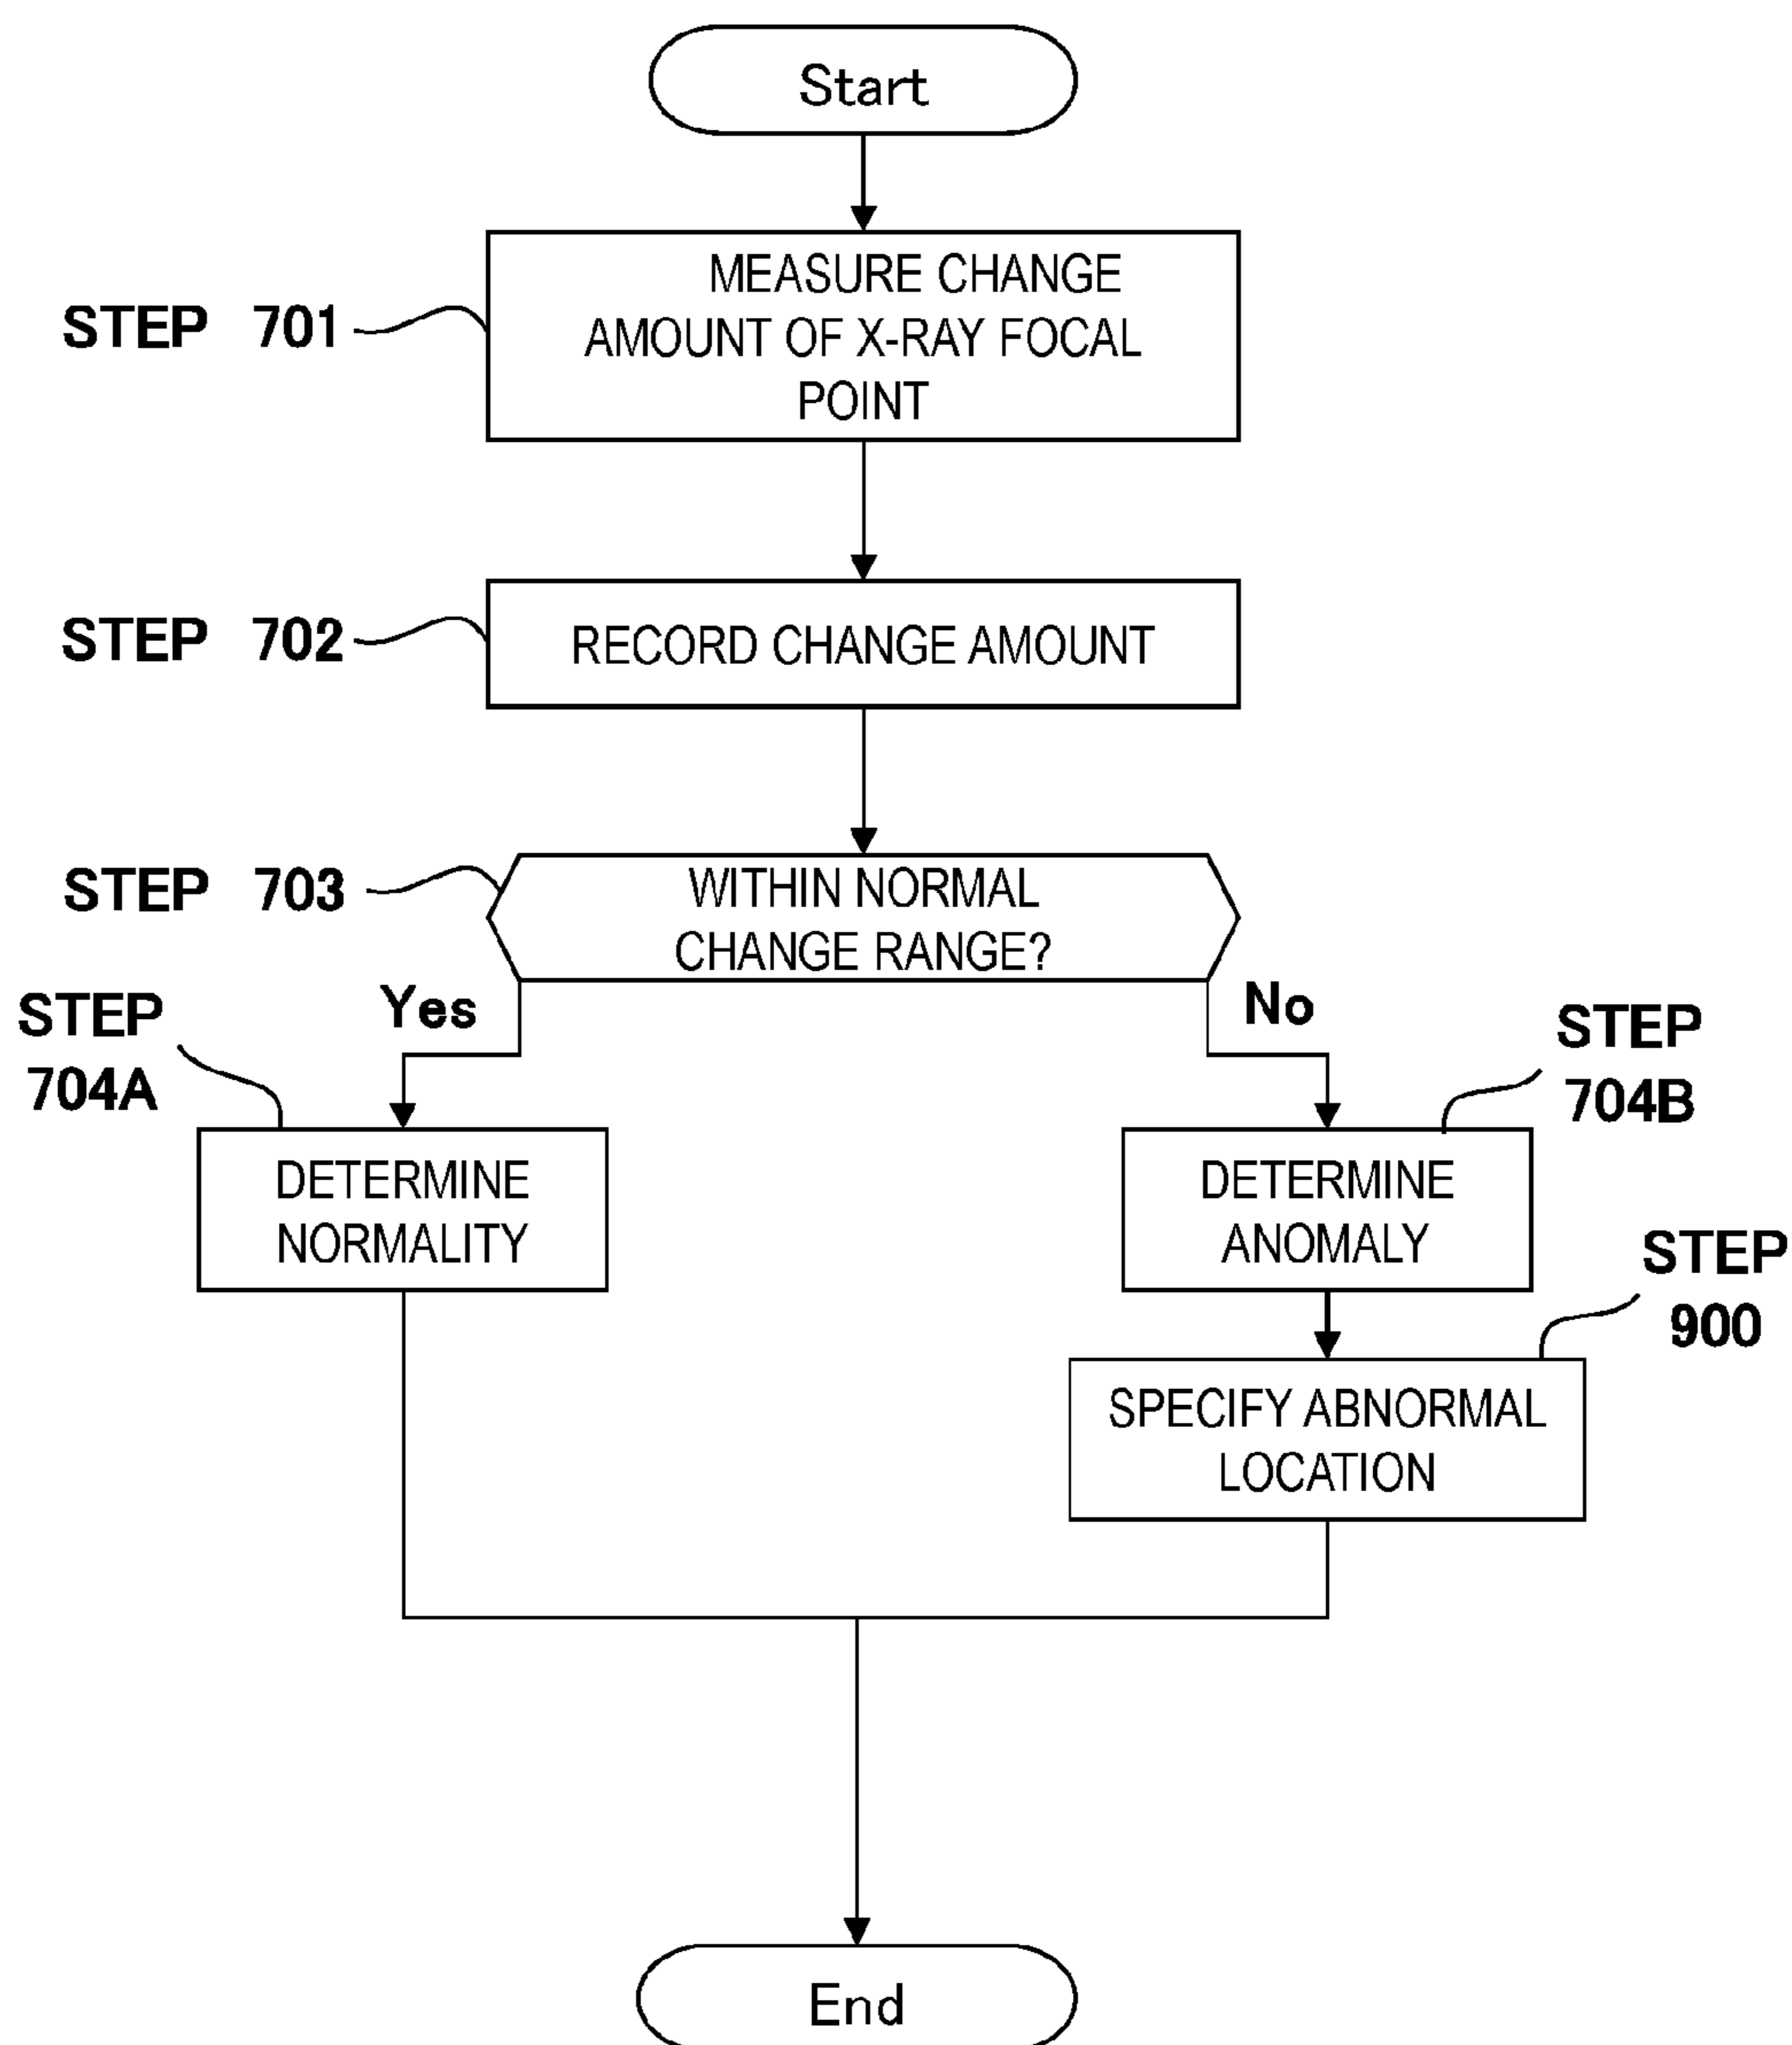 Start
STEP 701
MEASURE CHANGE
AMOUNT OF X-RAY FOCAL
POINT
STEP 702
RECORD CHANGE AMOUNT
STEP 703
WITHIN NORMAL
CHANGE RANGE?
Yes
No
STEP
704A
STEP
704B
DETERMINE
NORMALITY
DETERMINE
ANOMALY
STEP
900
SPECIFY ABNORMAL
LOCATION
End